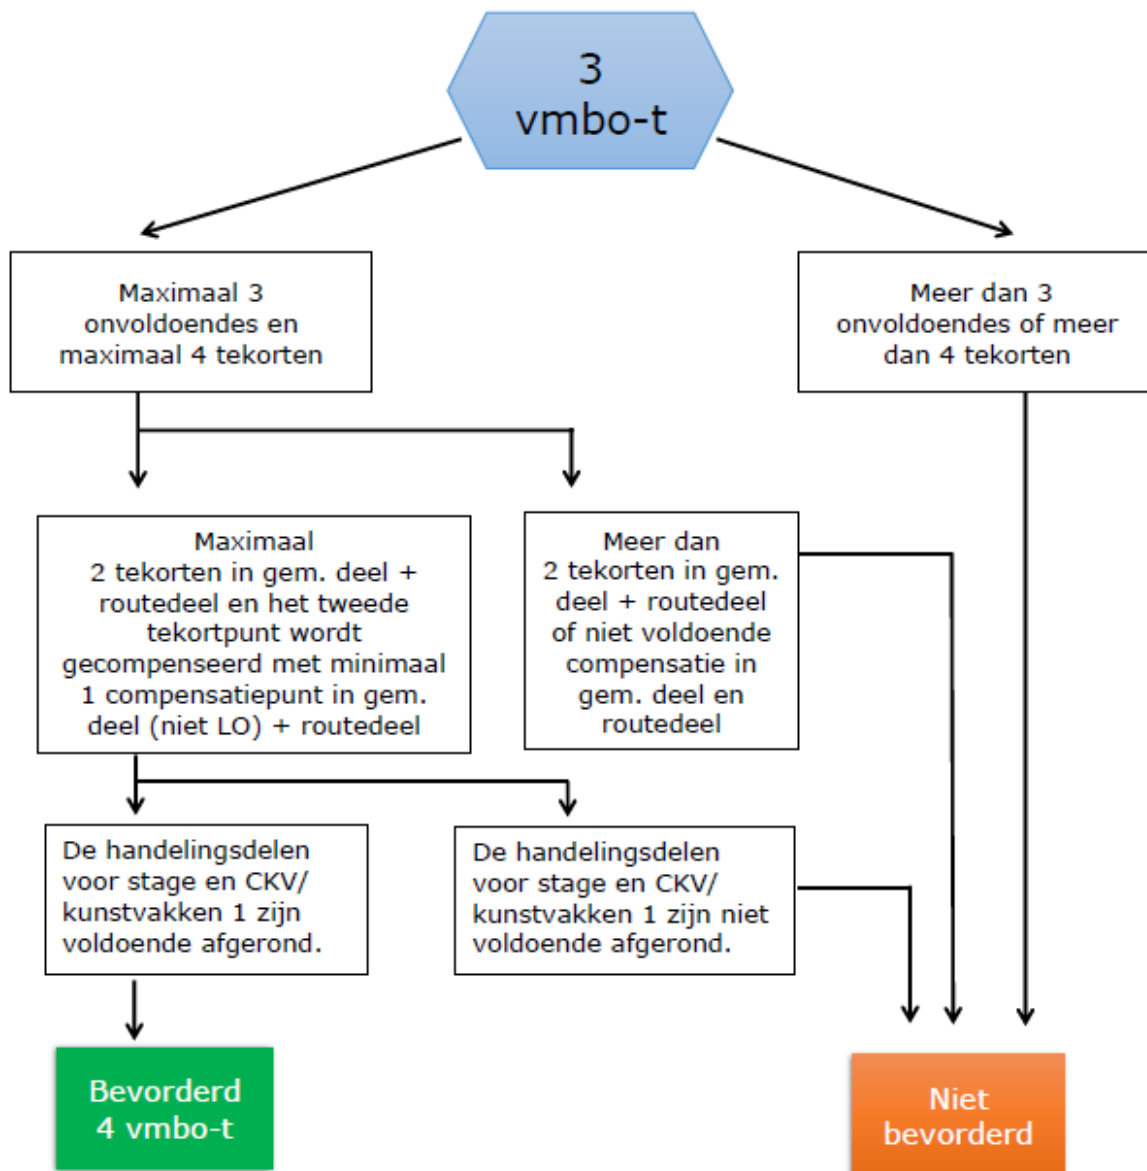 3
vmbo-t
Maximaal 3
onvoldoendes en
maximaal 4 tekorten
Meer dan 3
onvoldoendes of meer
dan 4 tekorten
Maximaal
2 tekorten in gem. deel +
routedeel en het tweede
tekortpunt wordt
gecompenseerd met minimaal
1 compensatiepunt in gem.
deel (niet LO) + routedeel
Meer dan
2 tekorten in gem.
deel + routedeel
of niet voldoende
compensatie in
gem. deel en
routedeel
De handelingsdelen
voor stage en CKV/
kunstvakken 1 zijn
voldoende afgerond.
De handelingsdelen
voor stage en CKV/
kunstvakken 1 zijn niet
voldoende afgerond.
Bevorderd
4 vmbo-t
Niet
bevorderd